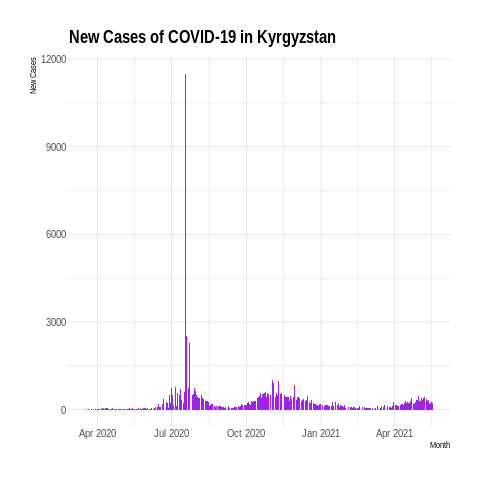 New Cases of COVID-19 in Kyrgyzstan
New Cases
12000
9000
6000
3000
0
Apr 2020 Jul 2020 Oct 2020 Jan 2021 Apr 2021
Month